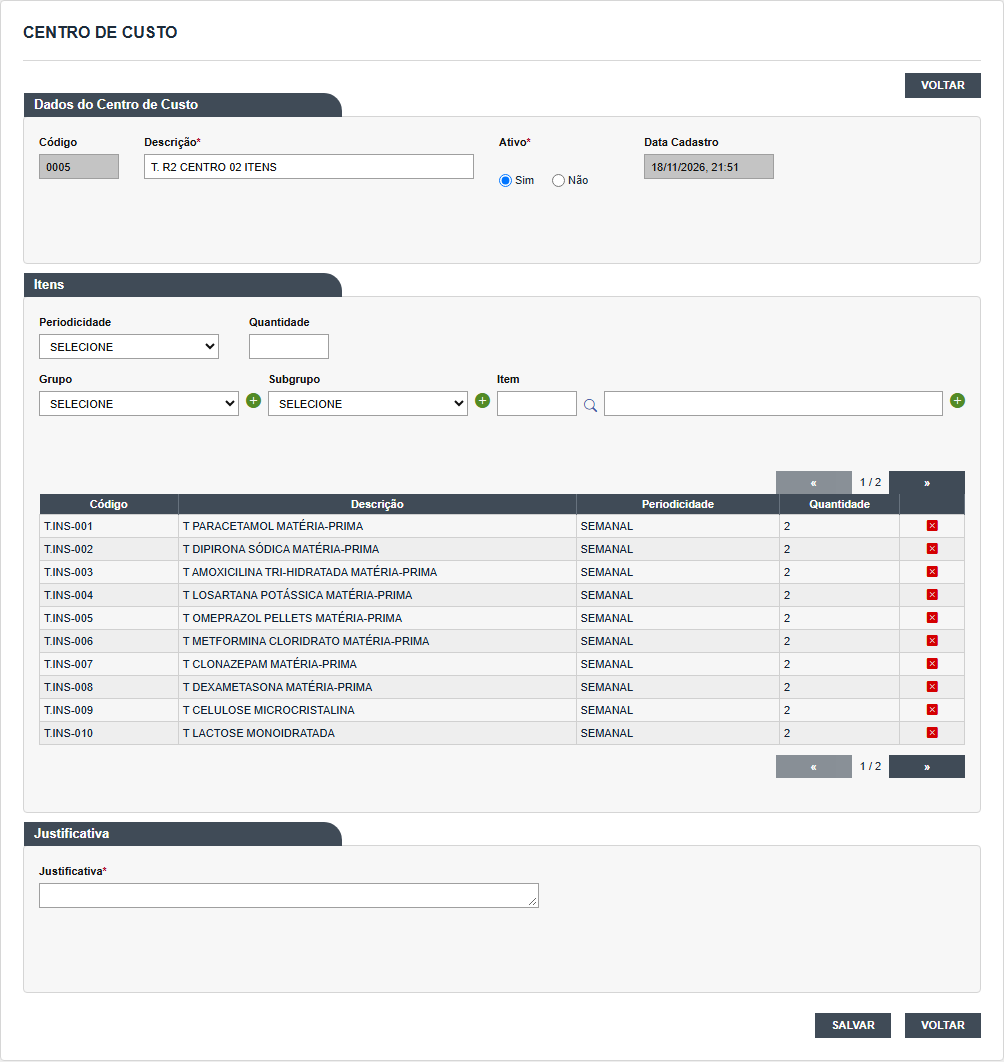 CENTRO DE CUSTO
VOLTAR
Dados do Centro de Custo
Código Descrição* Ativo* Data Cadastro
0005 T. R2 CENTRO 02 ITENS Sim Não 18/11/2026, 21:51
Itens
Periodicidade Quantidade
SELECIONE
Grupo Subgrupo Item
SELECIONE SELECIONE
« 1 / 2 »
Código Descrição Periodicidade Quantidade
T.INS-001 T PARACETAMOL MATÉRIA-PRIMA SEMANAL 2
T.INS-002 T DIPIRONA SÓDICA MATÉRIA-PRIMA SEMANAL 2
T.INS-003 T AMOXICILINA TRI-HIDRATADA MATÉRIA-PRIMA SEMANAL 2
T.INS-004 T LOSARTANA POTÁSSICA MATÉRIA-PRIMA SEMANAL 2
T.INS-005 T OMEPRAZOL PELLETS MATÉRIA-PRIMA SEMANAL 2
T.INS-006 T METFORMINA CLORIDRATO MATÉRIA-PRIMA SEMANAL 2
T.INS-007 T CLONAZEPAM MATÉRIA-PRIMA SEMANAL 2
T.INS-008 T DEXAMETASONA MATÉRIA-PRIMA SEMANAL 2
T.INS-009 T CELULOSE MICROCRISTALINA SEMANAL 2
T.INS-010 T LACTOSE MONOIDRATADA SEMANAL 2
« 1 / 2 »
Justificativa
Justificativa*
SALVAR VOLTAR